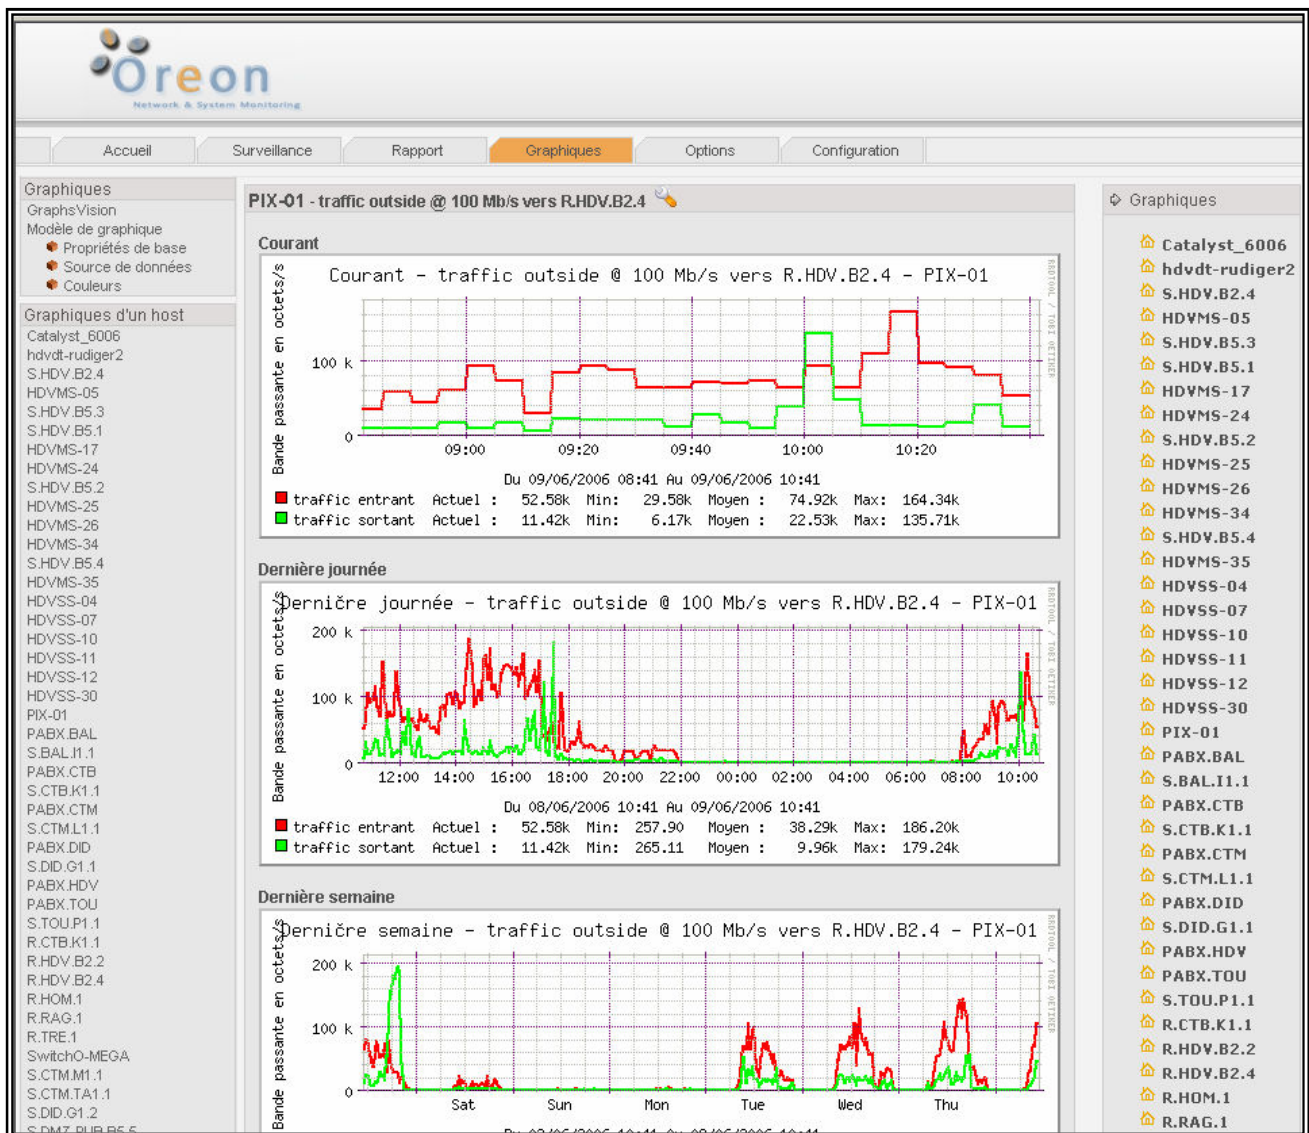 Oreon
Network & System Monitoring
Accueil
Surveillance
Rapport
Graphiques
Options
Configuration
Graphiques
GraphsVision
Modèle de graphique
Propriétés de base
Source de données
Couleurs
Graphiques d'un host
Catalyst_6006
hdvdt-rudiger2
S.HDV.B2.4
HDVMS-05
S.HDV.B5.3
S.HDV.B5.1
HDVMS-17
HDVMS-24
S.HDV.B5.2
HDVMS-25
HDVMS-26
HDVMS-34
S.HDV.B5.4
HDVMS-35
HDVSS-04
HDVSS-07
HDVSS-10
HDVSS-11
HDVSS-12
HDVSS-30
PIX-01
PABX.BAL
S.BAL.I1.1
PABX.CTB
S.CTB.K1.1
PABX.CTM
S.CTM.L1.1
PABX.DID
S.DID.G1.1
PABX.HDV
PABX.TOU
S.TOU.P1.1
R.CTB.K1.1
R.HDV.B2.2
R.HDV.B2.4
R.HOM.1
R.RAG.1
R.TRE.1
SwitchO-MEGA
S.CTM.M1.1
S.CTM.TA1.1
S.DID.G1.2
S.DMZ-PUB.B5.5
PIX-01 - traffic outside @ 100 Mb/s vers R.HDV.B2.4
Courant
Courant - traffic outside @ 100 Mb/s vers R.HDV.B2.4 - PIX-01
RRDTOOL / TOBI OETIKER
Bande passante en octets/s
100 k
0
09:00 09:20 09:40 10:00 10:20
Du 09/06/2006 08:41 Au 09/06/2006 10:41
traffic entrant Actuel : 52.58k Min: 29.58k Moyen : 74.92k Max: 164.34k
traffic sortant Actuel : 11.42k Min: 6.17k Moyen : 22.53k Max: 135.71k
Dernière journée
Derničre journée - traffic outside @ 100 Mb/s vers R.HDV.B2.4 - PIX-01
RRDTOOL / TOBI OETIKER
Bande passante en octets/s
200 k
100 k
0
12:00 14:00 16:00 18:00 20:00 22:00 00:00 02:00 04:00 06:00 08:00 10:00
Du 08/06/2006 10:41 Au 09/06/2006 10:41
traffic entrant Actuel : 52.58k Min: 257.90 Moyen : 38.29k Max: 186.20k
traffic sortant Actuel : 11.42k Min: 265.11 Moyen : 9.96k Max: 179.24k
Dernière semaine
Derničre semaine - traffic outside @ 100 Mb/s vers R.HDV.B2.4 - PIX-01
RRDTOOL / TOBI OETIKER
Bande passante en octets/s
200 k
100 k
0
Sat Sun Mon Tue Wed Thu
Graphiques
Catalyst_6006
hdvdt-rudiger2
S.HDV.B2.4
HDVMS-05
S.HDV.B5.3
S.HDV.B5.1
HDVMS-17
HDVMS-24
S.HDV.B5.2
HDVMS-25
HDVMS-26
HDVMS-34
S.HDV.B5.4
HDVMS-35
HDVSS-04
HDVSS-07
HDVSS-10
HDVSS-11
HDVSS-12
HDVSS-30
PIX-01
PABX.BAL
S.BAL.I1.1
PABX.CTB
S.CTB.K1.1
PABX.CTM
S.CTM.L1.1
PABX.DID
S.DID.G1.1
PABX.HDV
PABX.TOU
S.TOU.P1.1
R.CTB.K1.1
R.HDV.B2.2
R.HDV.B2.4
R.HOM.1
R.RAG.1